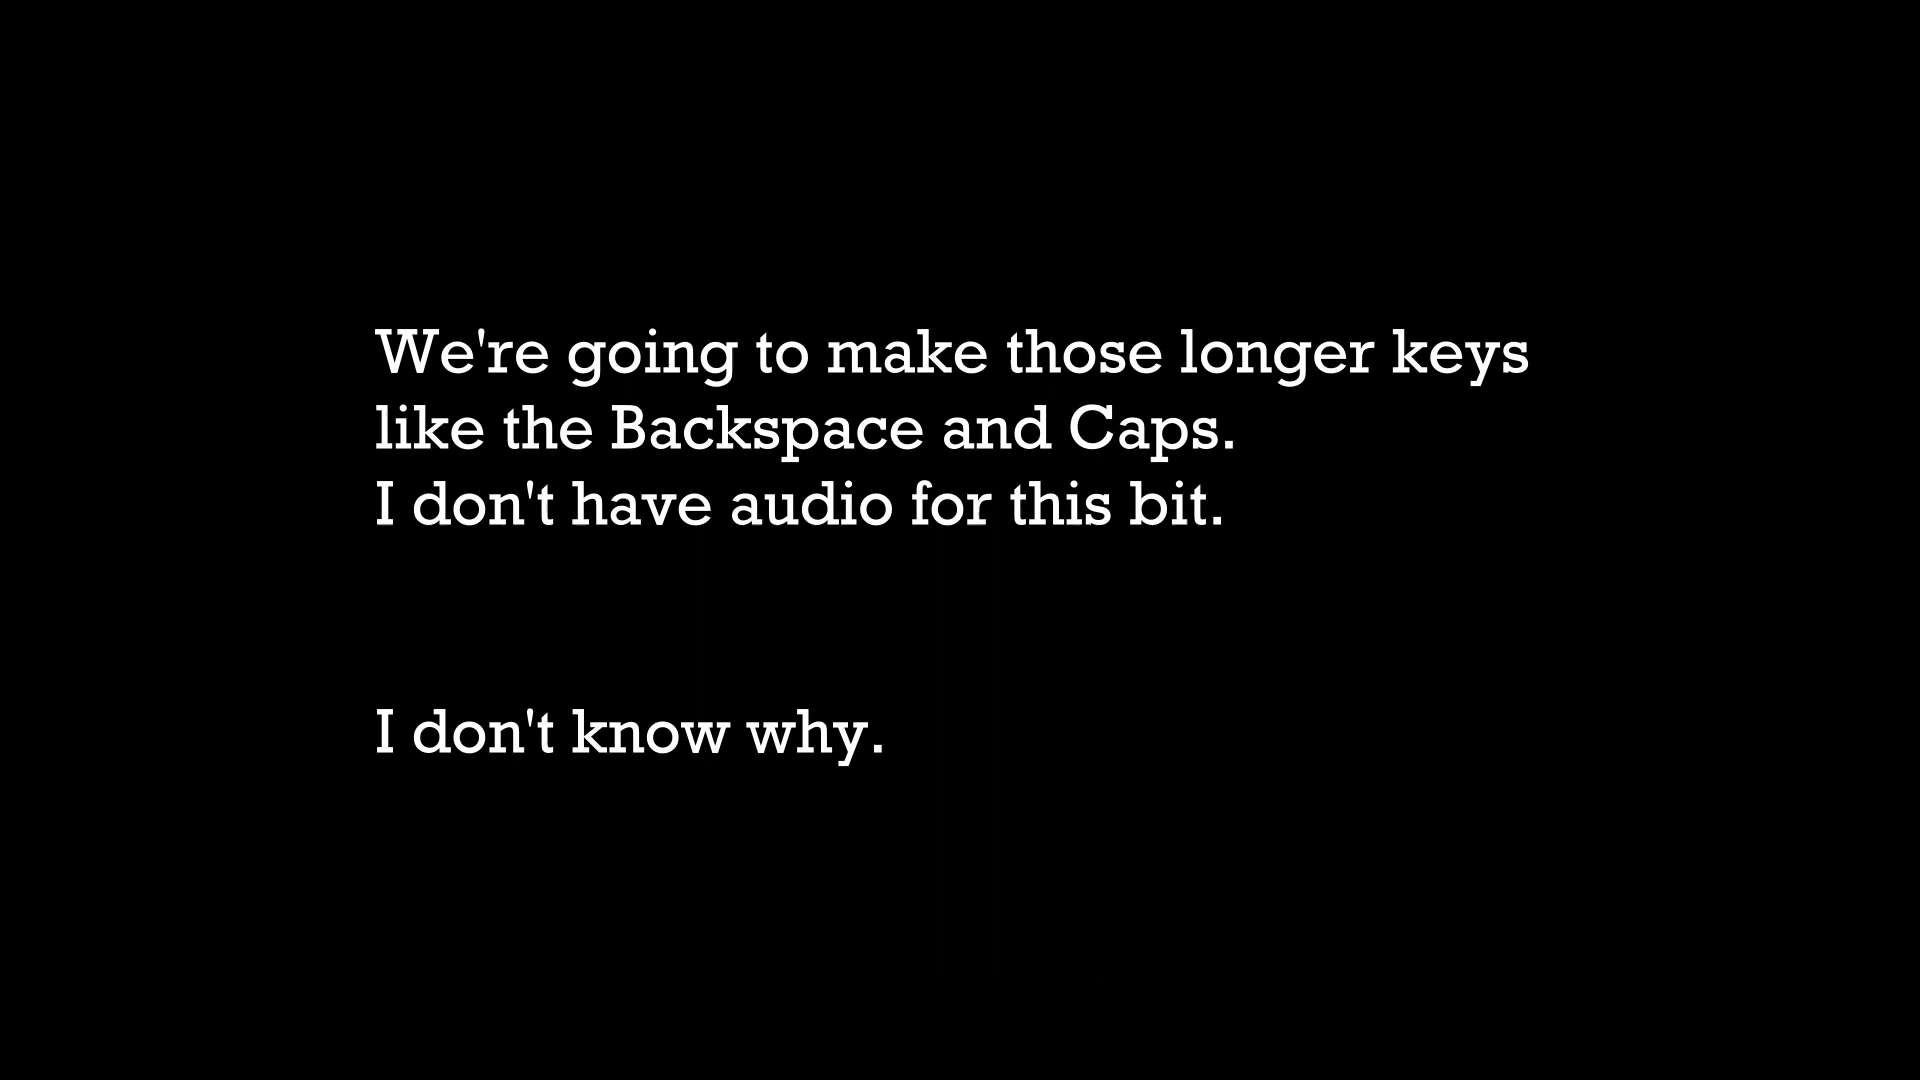 We're going to make those longer keys
like the Backspace and Caps.
I don't have audio for this bit.
I don't know why.